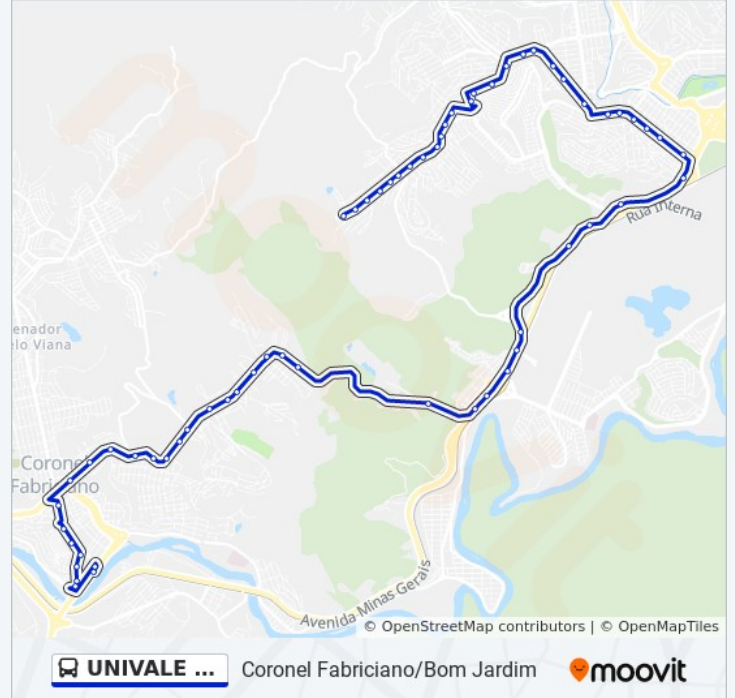 Rua Interna
enador
elo Viana
Coronel
Fabriciano
Avenida Minas Gerais
© OpenStreetMap contributors | © OpenMapTiles
UNIVALE ... Coronel Fabriciano/Bom Jardim moovit